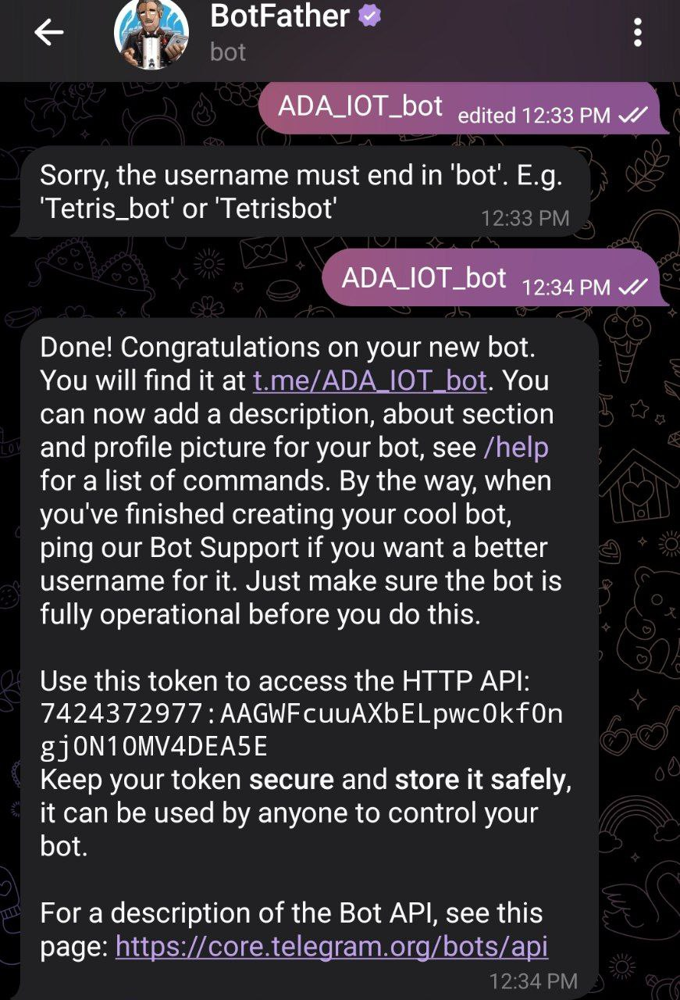 BotFather
bot
ADA_IOT_bot edited 12:33 PM
Sorry, the username must end in 'bot'. E.g.
'Tetris_bot' or 'Tetrisbot'
12:33 PM
ADA_IOT_bot 12:34 PM
Done! Congratulations on your new bot.
You will find it at t.me/ADA_IOT_bot. You
can now add a description, about section
and profile picture for your bot, see /help
for a list of commands. By the way, when
you've finished creating your cool bot,
ping our Bot Support if you want a better
username for it. Just make sure the bot is
fully operational before you do this.
Use this token to access the HTTP API:
7424372977:AAGWFcuuAXbELpwcOkfOn
gjON1OMV4DEA5E
Keep your token secure and store it safely,
it can be used by anyone to control your
bot.
For a description of the Bot API, see this
page: https://core.telegram.org/bots/api
12:34 PM